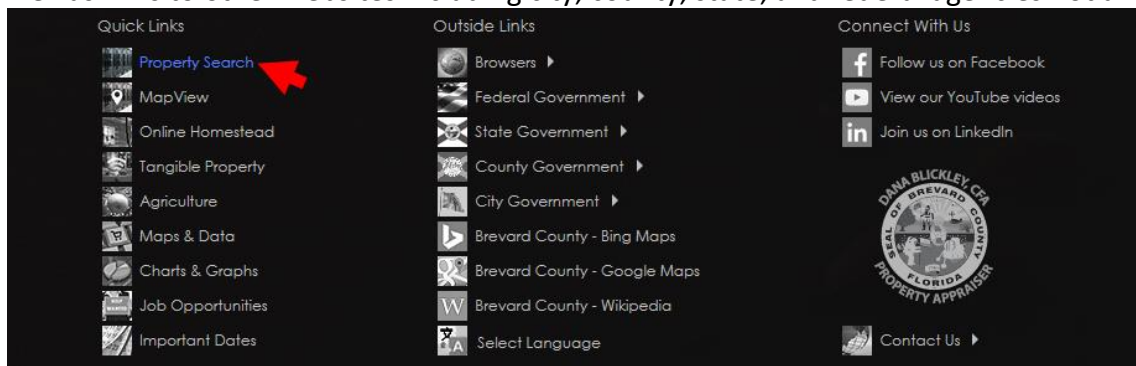 Quick Links
Property Search
MapView
Online Homestead
Tangible Property
Agriculture
Maps & Data
Charts & Graphs
Job Opportunities
Important Dates
Outside Links
Browsers
Federal Government
State Government
County Government
City Government
Brevard County - Bing Maps
Brevard County - Google Maps
W Brevard County - Wikipedia
Select Language
Connect With Us
f Follow us on Facebook
View our YouTube videos
in Join us on LinkedIn
DANA BLICKLEY, CFA
SEAL OF BREVARD COUNTY
FLORIDA
PROPERTY APPRAISER
Contact Us